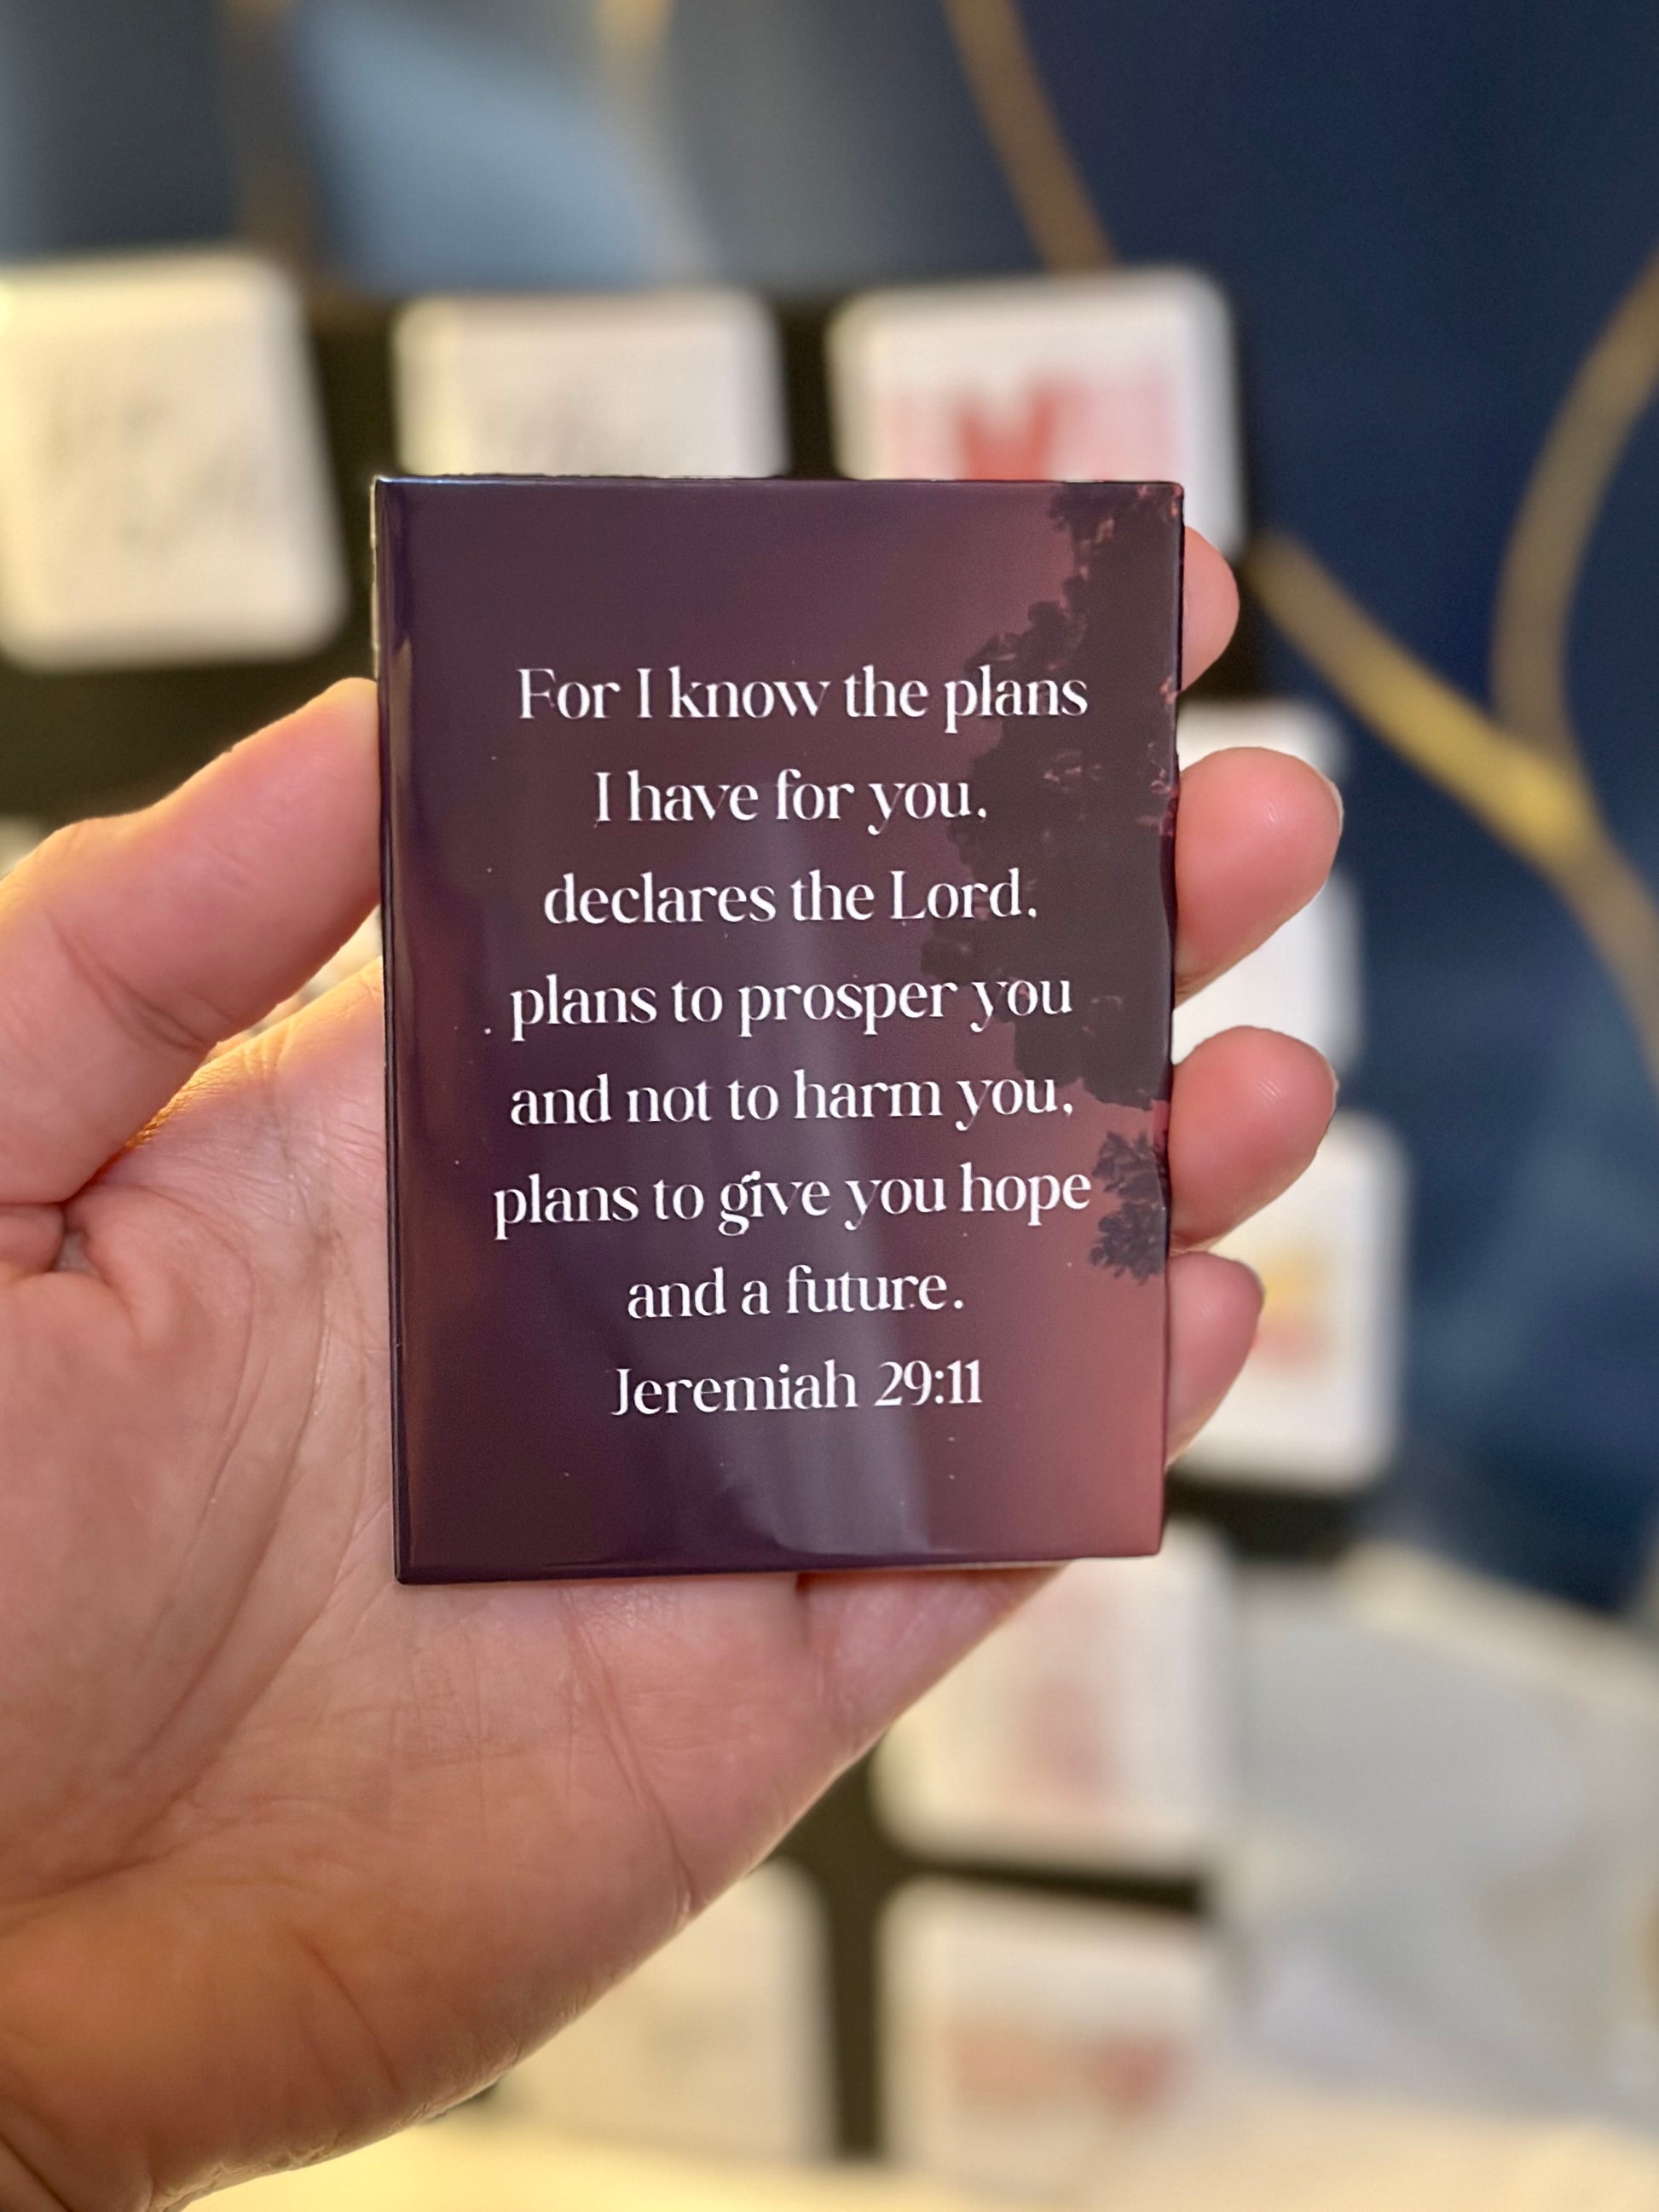 For I know the plans
I have for you,
declares the Lord,
plans to prosper you
and not to harm you,
plans to give you hope
and a future.
Jeremiah 29:11